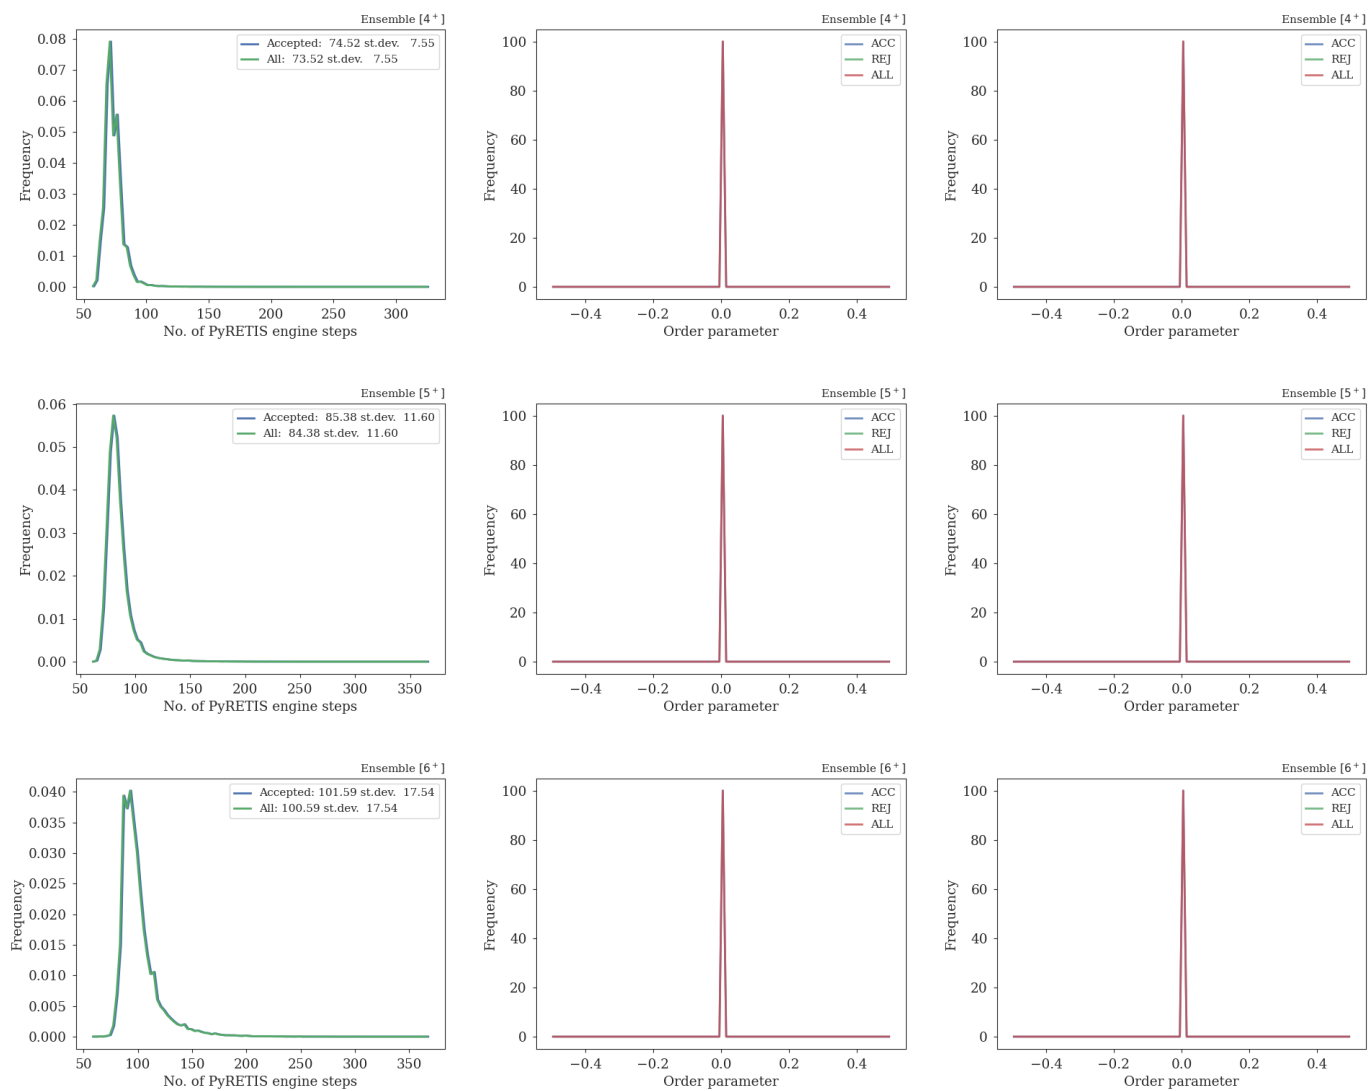 Ensemble [4⁺]
0.08
0.07
0.06
0.05
0.04
0.03
0.02
0.01
0.00
Frequency
Accepted: 74.52 st.dev. 7.55
All: 73.52 st.dev. 7.55
50 100 150 200 250 300
No. of PyRETIS engine steps
Ensemble [4⁺]
100
80
60
40
20
0
Frequency
ACC
REJ
ALL
−0.4 −0.2 0.0 0.2 0.4
Order parameter
Ensemble [4⁺]
100
80
60
40
20
0
Frequency
ACC
REJ
ALL
−0.4 −0.2 0.0 0.2 0.4
Order parameter
Ensemble [5⁺]
0.06
0.05
0.04
0.03
0.02
0.01
0.00
Frequency
Accepted: 85.38 st.dev. 11.60
All: 84.38 st.dev. 11.60
50 100 150 200 250 300 350
No. of PyRETIS engine steps
Ensemble [5⁺]
100
80
60
40
20
0
Frequency
ACC
REJ
ALL
−0.4 −0.2 0.0 0.2 0.4
Order parameter
Ensemble [5⁺]
100
80
60
40
20
0
Frequency
ACC
REJ
ALL
−0.4 −0.2 0.0 0.2 0.4
Order parameter
Ensemble [6⁺]
0.040
0.035
0.030
0.025
0.020
0.015
0.010
0.005
0.000
Frequency
Accepted: 101.59 st.dev. 17.54
All: 100.59 st.dev. 17.54
50 100 150 200 250 300 350
No. of PyRETIS engine steps
Ensemble [6⁺]
100
80
60
40
20
0
Frequency
ACC
REJ
ALL
−0.4 −0.2 0.0 0.2 0.4
Order parameter
Ensemble [6⁺]
100
80
60
40
20
0
Frequency
ACC
REJ
ALL
−0.4 −0.2 0.0 0.2 0.4
Order parameter